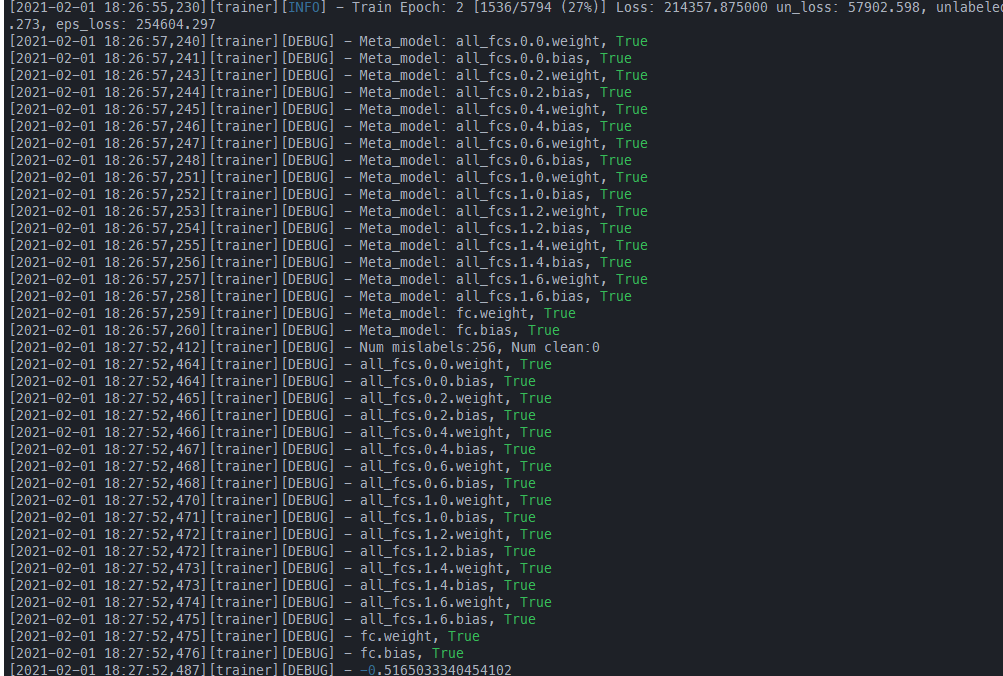 [2021-02-01 18:26:55,230][trainer][INFO] - Train Epoch: 2 [1536/5794 (27%)] Loss: 214357.875000 un_loss: 57902.598, unlabeled
.273, eps_loss: 254604.297
[2021-02-01 18:26:57,240][trainer][DEBUG] - Meta_model: all_fcs.0.0.weight, True
[2021-02-01 18:26:57,241][trainer][DEBUG] - Meta_model: all_fcs.0.0.bias, True
[2021-02-01 18:26:57,243][trainer][DEBUG] - Meta_model: all_fcs.0.2.weight, True
[2021-02-01 18:26:57,244][trainer][DEBUG] - Meta_model: all_fcs.0.2.bias, True
[2021-02-01 18:26:57,245][trainer][DEBUG] - Meta_model: all_fcs.0.4.weight, True
[2021-02-01 18:26:57,246][trainer][DEBUG] - Meta_model: all_fcs.0.4.bias, True
[2021-02-01 18:26:57,247][trainer][DEBUG] - Meta_model: all_fcs.0.6.weight, True
[2021-02-01 18:26:57,248][trainer][DEBUG] - Meta_model: all_fcs.0.6.bias, True
[2021-02-01 18:26:57,251][trainer][DEBUG] - Meta_model: all_fcs.1.0.weight, True
[2021-02-01 18:26:57,252][trainer][DEBUG] - Meta_model: all_fcs.1.0.bias, True
[2021-02-01 18:26:57,253][trainer][DEBUG] - Meta_model: all_fcs.1.2.weight, True
[2021-02-01 18:26:57,254][trainer][DEBUG] - Meta_model: all_fcs.1.2.bias, True
[2021-02-01 18:26:57,255][trainer][DEBUG] - Meta_model: all_fcs.1.4.weight, True
[2021-02-01 18:26:57,256][trainer][DEBUG] - Meta_model: all_fcs.1.4.bias, True
[2021-02-01 18:26:57,257][trainer][DEBUG] - Meta_model: all_fcs.1.6.weight, True
[2021-02-01 18:26:57,258][trainer][DEBUG] - Meta_model: all_fcs.1.6.bias, True
[2021-02-01 18:26:57,259][trainer][DEBUG] - Meta_model: fc.weight, True
[2021-02-01 18:26:57,260][trainer][DEBUG] - Meta_model: fc.bias, True
[2021-02-01 18:27:52,412][trainer][DEBUG] - Num mislabels:256, Num clean:0
[2021-02-01 18:27:52,464][trainer][DEBUG] - all_fcs.0.0.weight, True
[2021-02-01 18:27:52,464][trainer][DEBUG] - all_fcs.0.0.bias, True
[2021-02-01 18:27:52,465][trainer][DEBUG] - all_fcs.0.2.weight, True
[2021-02-01 18:27:52,466][trainer][DEBUG] - all_fcs.0.2.bias, True
[2021-02-01 18:27:52,466][trainer][DEBUG] - all_fcs.0.4.weight, True
[2021-02-01 18:27:52,467][trainer][DEBUG] - all_fcs.0.4.bias, True
[2021-02-01 18:27:52,468][trainer][DEBUG] - all_fcs.0.6.weight, True
[2021-02-01 18:27:52,468][trainer][DEBUG] - all_fcs.0.6.bias, True
[2021-02-01 18:27:52,470][trainer][DEBUG] - all_fcs.1.0.weight, True
[2021-02-01 18:27:52,471][trainer][DEBUG] - all_fcs.1.0.bias, True
[2021-02-01 18:27:52,472][trainer][DEBUG] - all_fcs.1.2.weight, True
[2021-02-01 18:27:52,472][trainer][DEBUG] - all_fcs.1.2.bias, True
[2021-02-01 18:27:52,473][trainer][DEBUG] - all_fcs.1.4.weight, True
[2021-02-01 18:27:52,473][trainer][DEBUG] - all_fcs.1.4.bias, True
[2021-02-01 18:27:52,474][trainer][DEBUG] - all_fcs.1.6.weight, True
[2021-02-01 18:27:52,475][trainer][DEBUG] - all_fcs.1.6.bias, True
[2021-02-01 18:27:52,475][trainer][DEBUG] - fc.weight, True
[2021-02-01 18:27:52,476][trainer][DEBUG] - fc.bias, True
[2021-02-01 18:27:52,487][trainer][DEBUG] - -0.5165033340454102